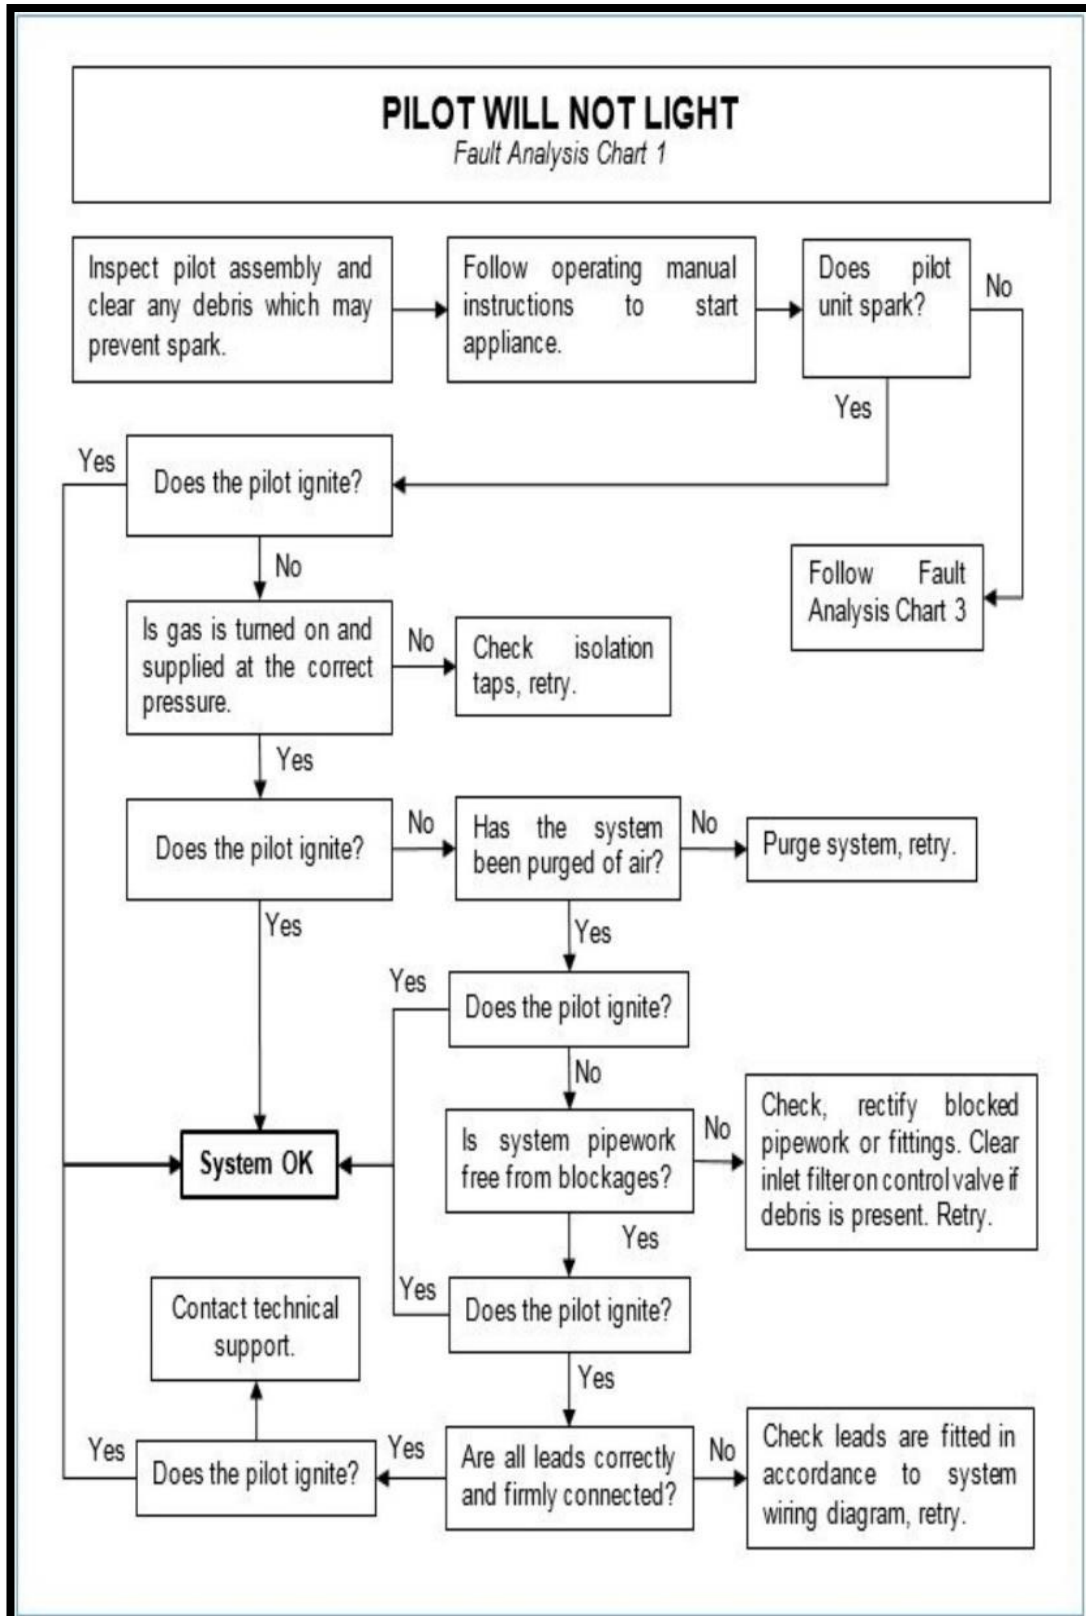 PILOT WILL NOT LIGHT
Fault Analysis Chart 1
Inspect pilot assembly and
clear any debris which may
prevent spark.
Follow operating manual
instructions to start
appliance.
Does pilot
unit spark?
No
Yes
Yes
Does the pilot ignite?
No
Follow Fault
Analysis Chart 3
Is gas is turned on and
supplied at the correct
pressure.
No
Check isolation
taps, retry.
Yes
Does the pilot ignite?
No
Has the system
been purged of air?
No
Purge system, retry.
Yes
Yes
Yes
Does the pilot ignite?
No
System OK
Is system pipework
free from blockages?
No
Check, rectify blocked
pipework or fittings. Clear
inlet filter on control valve if
debris is present. Retry.
Yes
Contact technical
support.
Yes
Does the pilot ignite?
Yes
Yes
Does the pilot ignite?
Yes
Are all leads correctly
and firmly connected?
No
Check leads are fitted in
accordance to system
wiring diagram, retry.